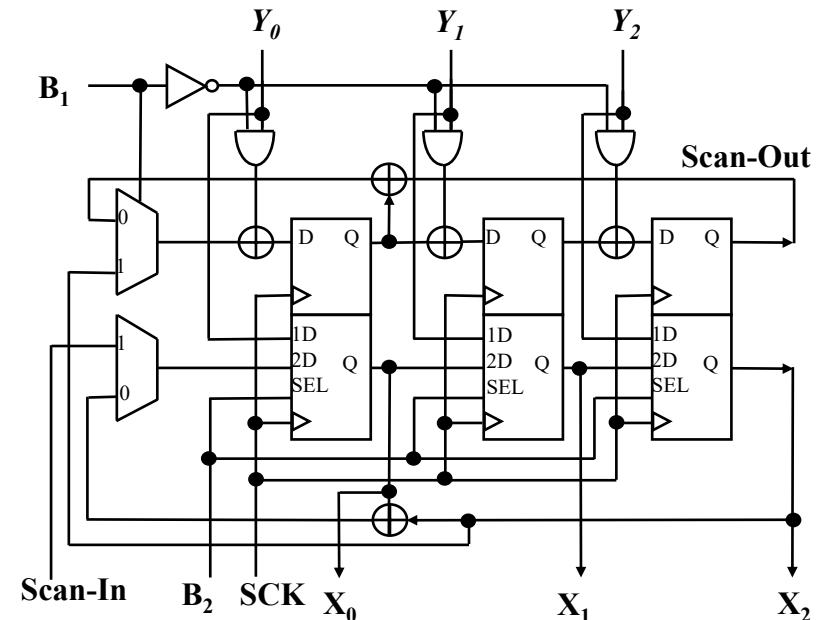 Y0 Y1 Y2
B1
Scan-Out
0
D Q D Q D Q
1
1D 1D 1D
1 2D Q 2D Q 2D Q
SEL SEL SEL
0
Scan-In B2 SCK X0 X1 X2